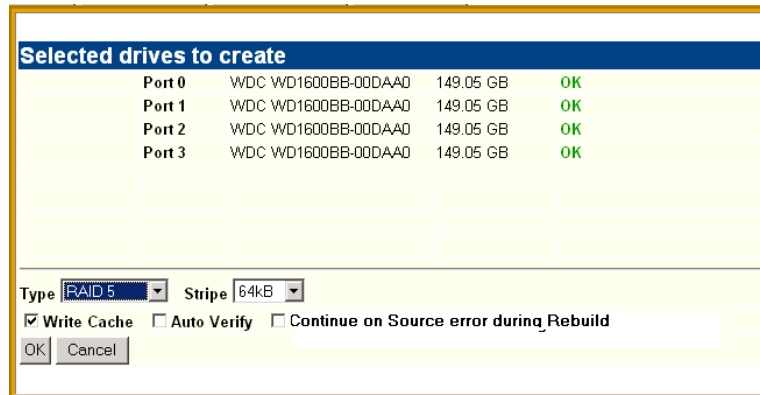 Selected drives to create
Port 0 WDC WD1600BB-00DAA0 149.05 GB OK
Port 1 WDC WD1600BB-00DAA0 149.05 GB OK
Port 2 WDC WD1600BB-00DAA0 149.05 GB OK
Port 3 WDC WD1600BB-00DAA0 149.05 GB OK
Type RAID 5 Stripe 64kB
Write Cache Auto Verify Continue on Source error during Rebuild
OK Cancel